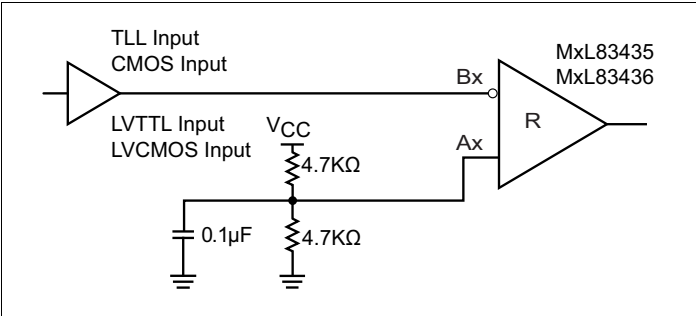 TLL Input
CMOS Input
LVTTL Input
LVCMOS Input
VCC
4.7KΩ
4.7KΩ
0.1µF
Bx
Ax
R
MxL83435
MxL83436